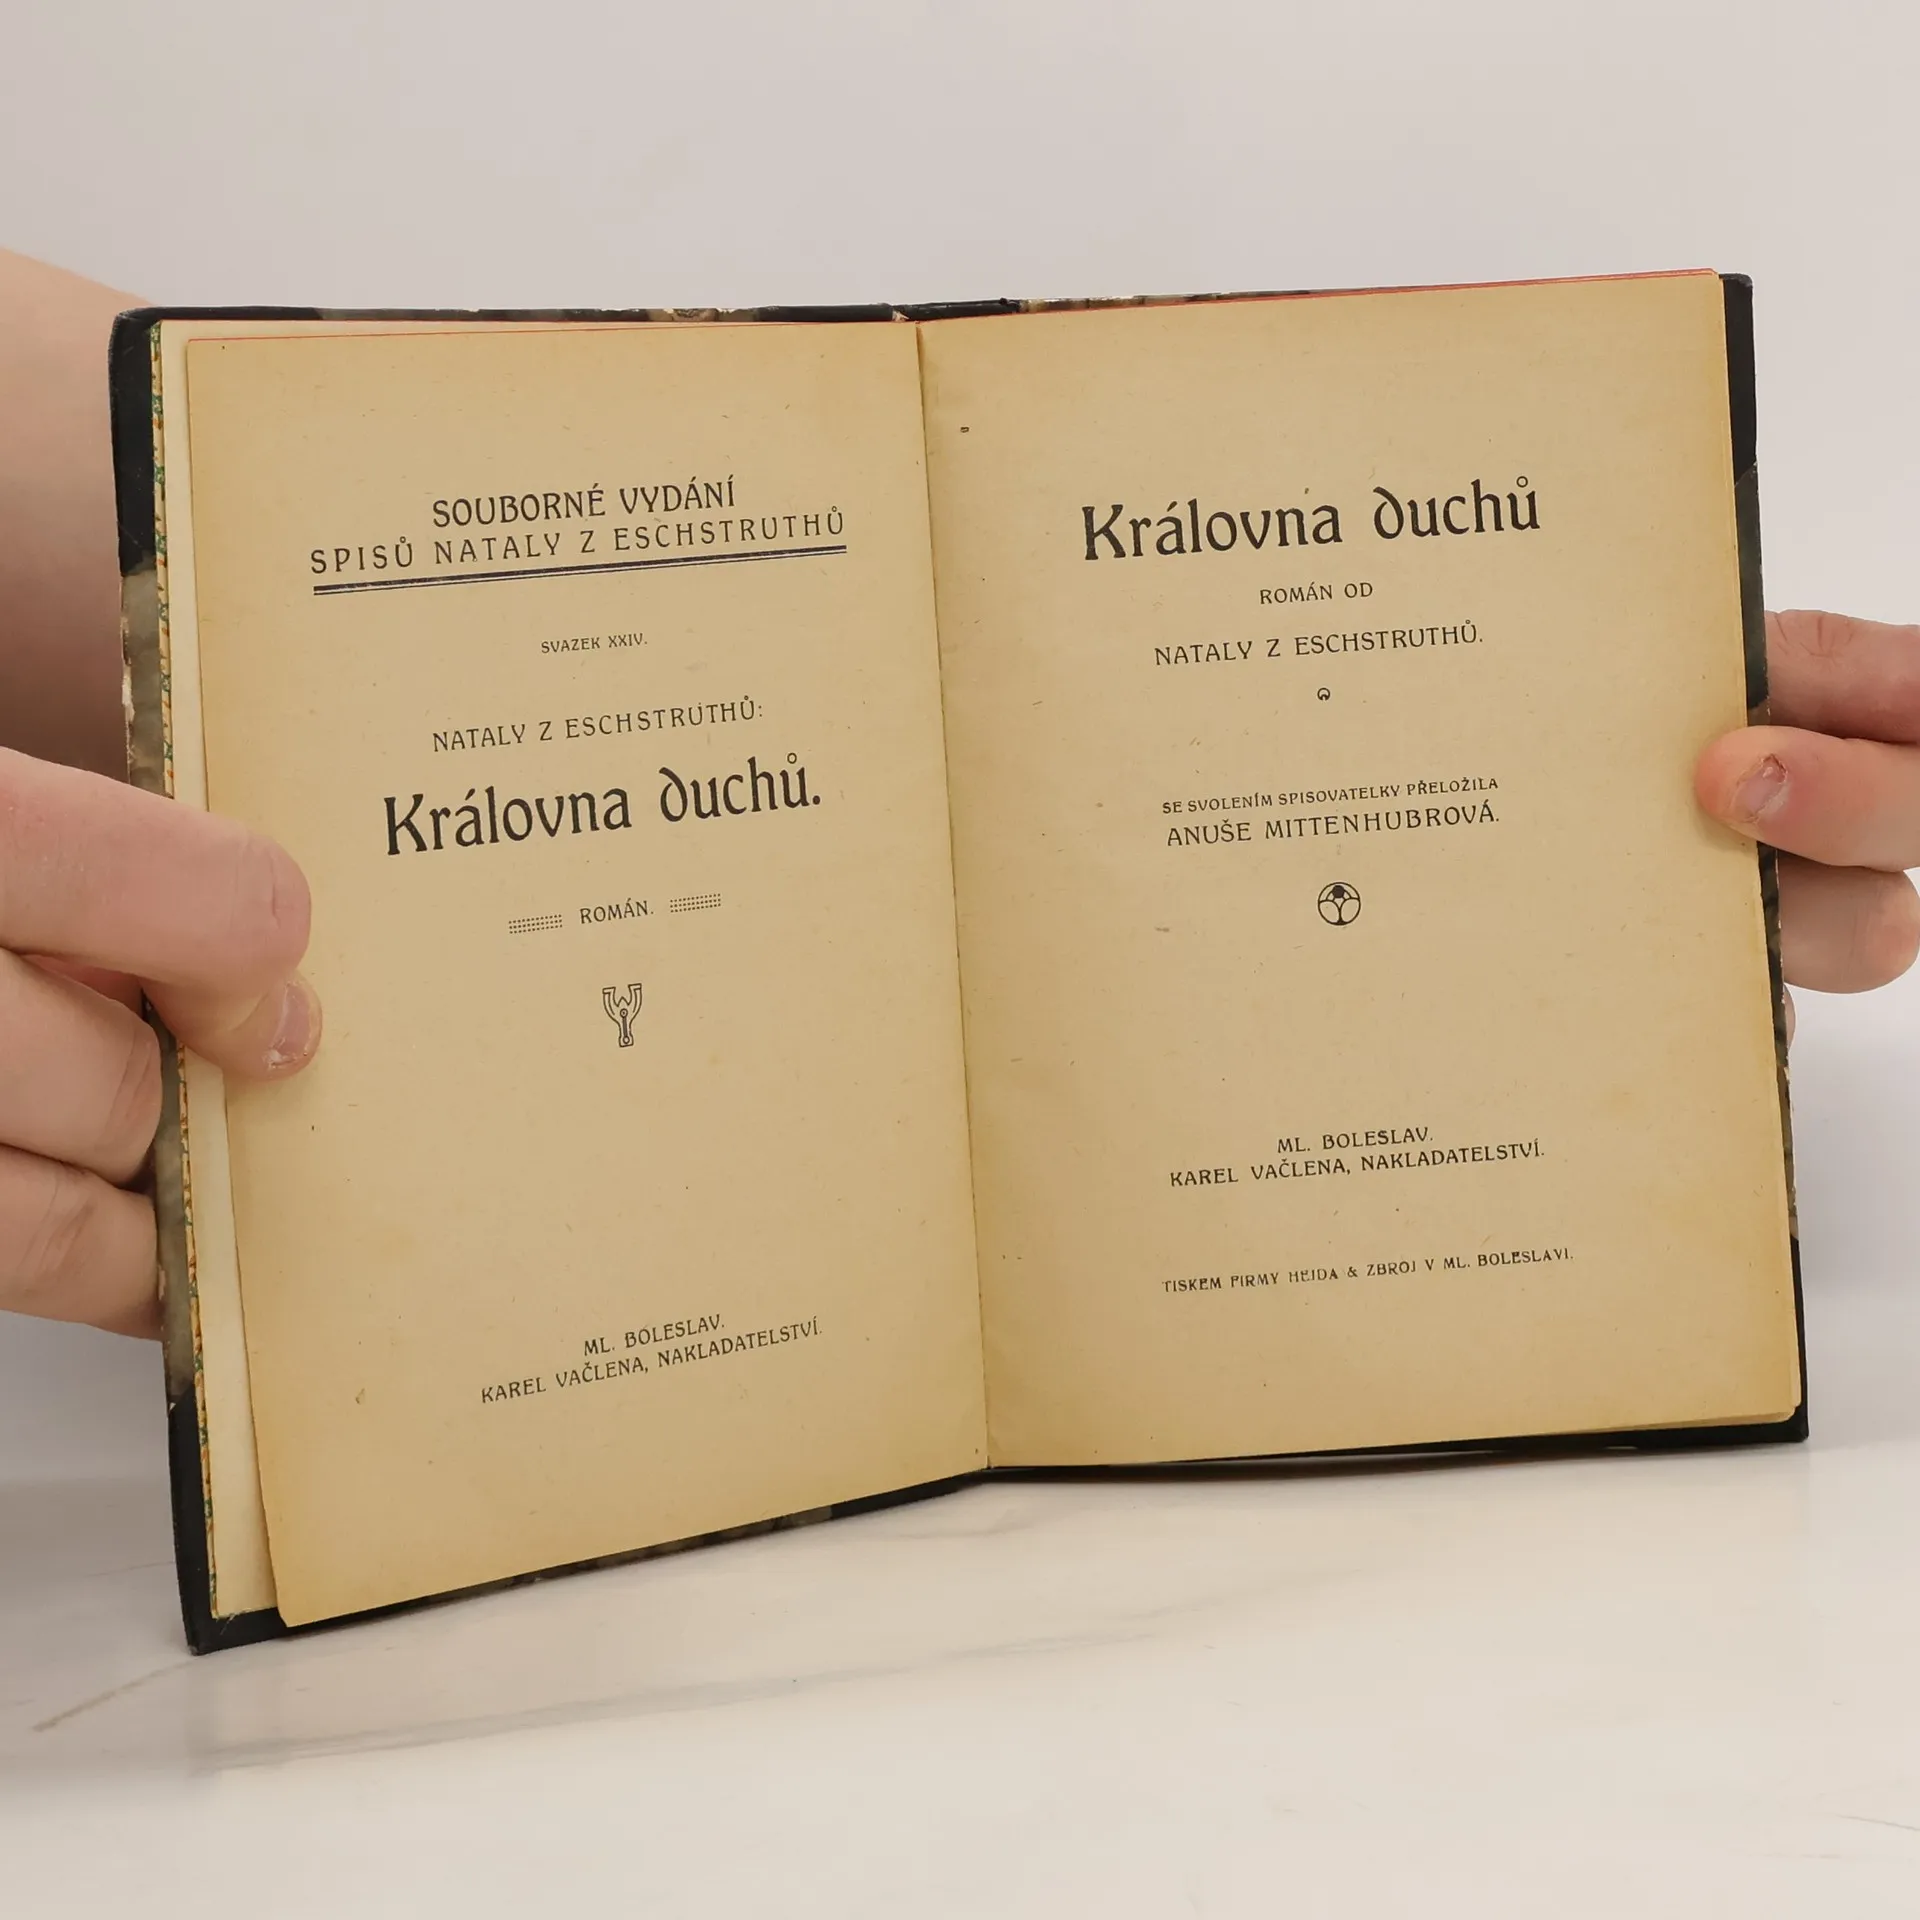 SOUBORNÉ VYDÁNÍ
SPISŮ NATALY Z ESCHSTRUTHŮ
SVAZEK XXIV.
NATALY Z ESCHSTRUTHŮ:
Královna duchů.
ROMÁN.
ML. BOLESLAV.
KAREL VAČLENA, NAKLADATELSTVÍ.
Královna duchů
ROMÁN OD
NATALY Z ESCHSTRUTHŮ.
SE SVOLENÍM SPISOVATELKY PŘELOŽILA
ANUŠE MITTENHUBROVÁ.
ML. BOLESLAV.
KAREL VAČLENA, NAKLADATELSTVÍ.
TISKEM FIRMY HEJDA & ZBROJ V ML. BOLESLAVI.